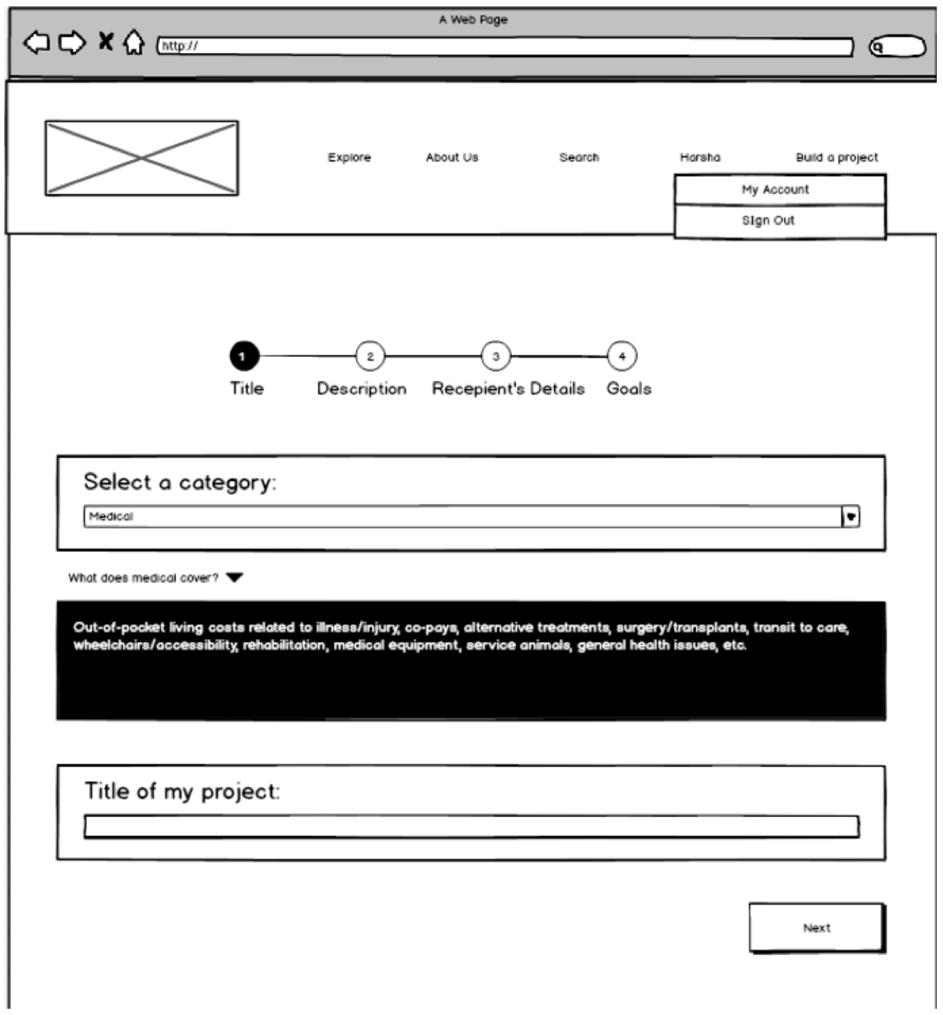 A Web Page
http://
Explore About Us Search Harsha Build a project
My Account
SIgn Out
1 2 3 4
Title Description Recepient's Details Goals
Select a category:
Medical
What does medical cover?
Out-of-pocket living costs related to illness/injury, co-pays, alternative treatments, surgery/transplants, transit to care,
wheelchairs/accessibility, rehabilitation, medical equipment, service animals, general health issues, etc.
Title of my project:
Next